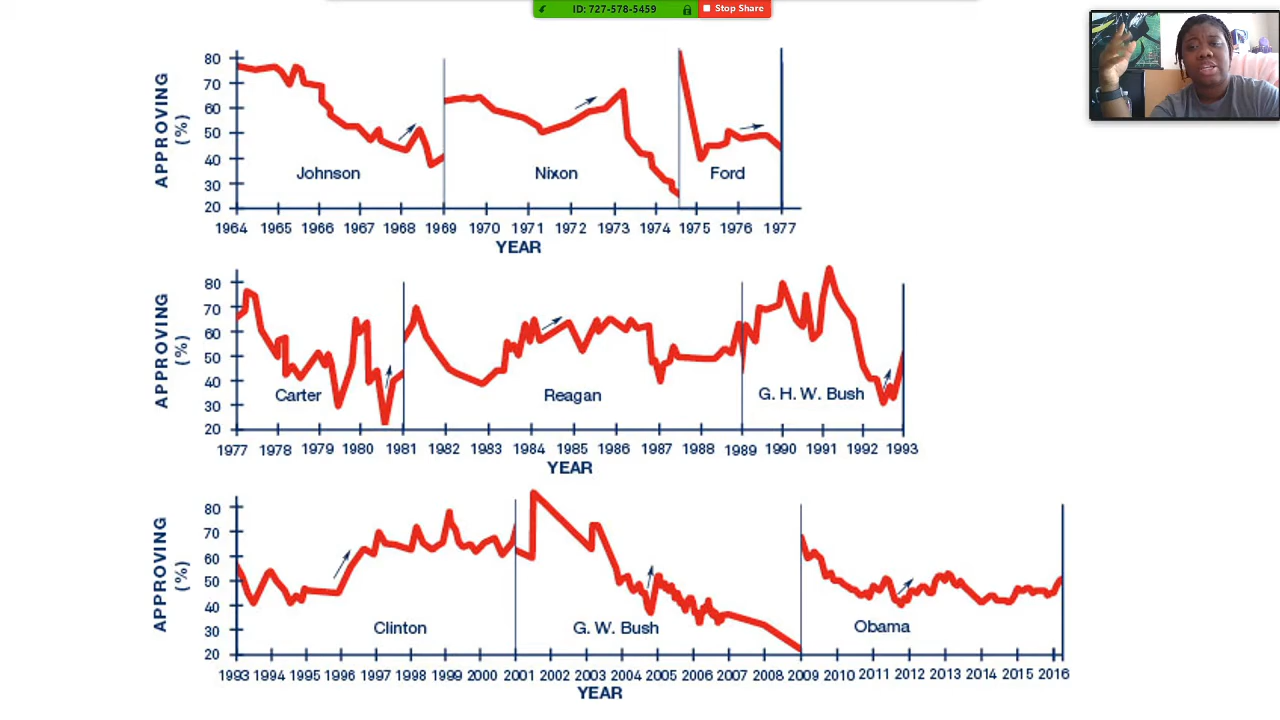 ID: 727-578-5459 Stop Share
APPROVING
(%)
80
70
60
50
40
30
20
Johnson Nixon Ford
1964 1965 1966 1967 1968 1969 1970 1971 1972 1973 1974 1975 1976 1977
YEAR
APPROVING
(%)
80
70
60
50
40
30
20
Carter Reagan G. H. W. Bush
1977 1978 1979 1980 1981 1982 1983 1984 1985 1986 1987 1988 1989 1990 1991 1992 1993
YEAR
APPROVING
(%)
80
70
60
50
40
30
20
Clinton G. W. Bush Obama
1993 1994 1995 1996 1997 1998 1999 2000 2001 2002 2003 2004 2005 2006 2007 2008 2009 2010 2011 2012 2013 2014 2015 2016
YEAR